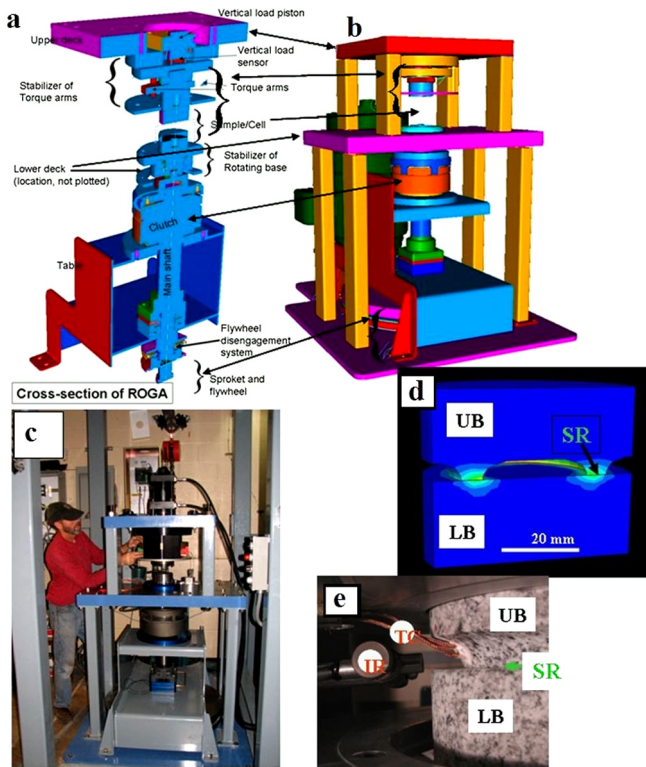 a
b
Vertical load piston
Upper deck
Vertical load
sensor
Stabilizer of
Torque arms
Torque arms
Sample/Cell
Stabilizer of
Rotating base
Lower deck
(location, not plotted)
Clutch
Table
Main shaft
Flywheel
disengagement
system
Sproket and
flywheel
Cross-section of ROGA
c
d
UB
SR
LB
20 mm
e
TC
IR
UB
SR
LB